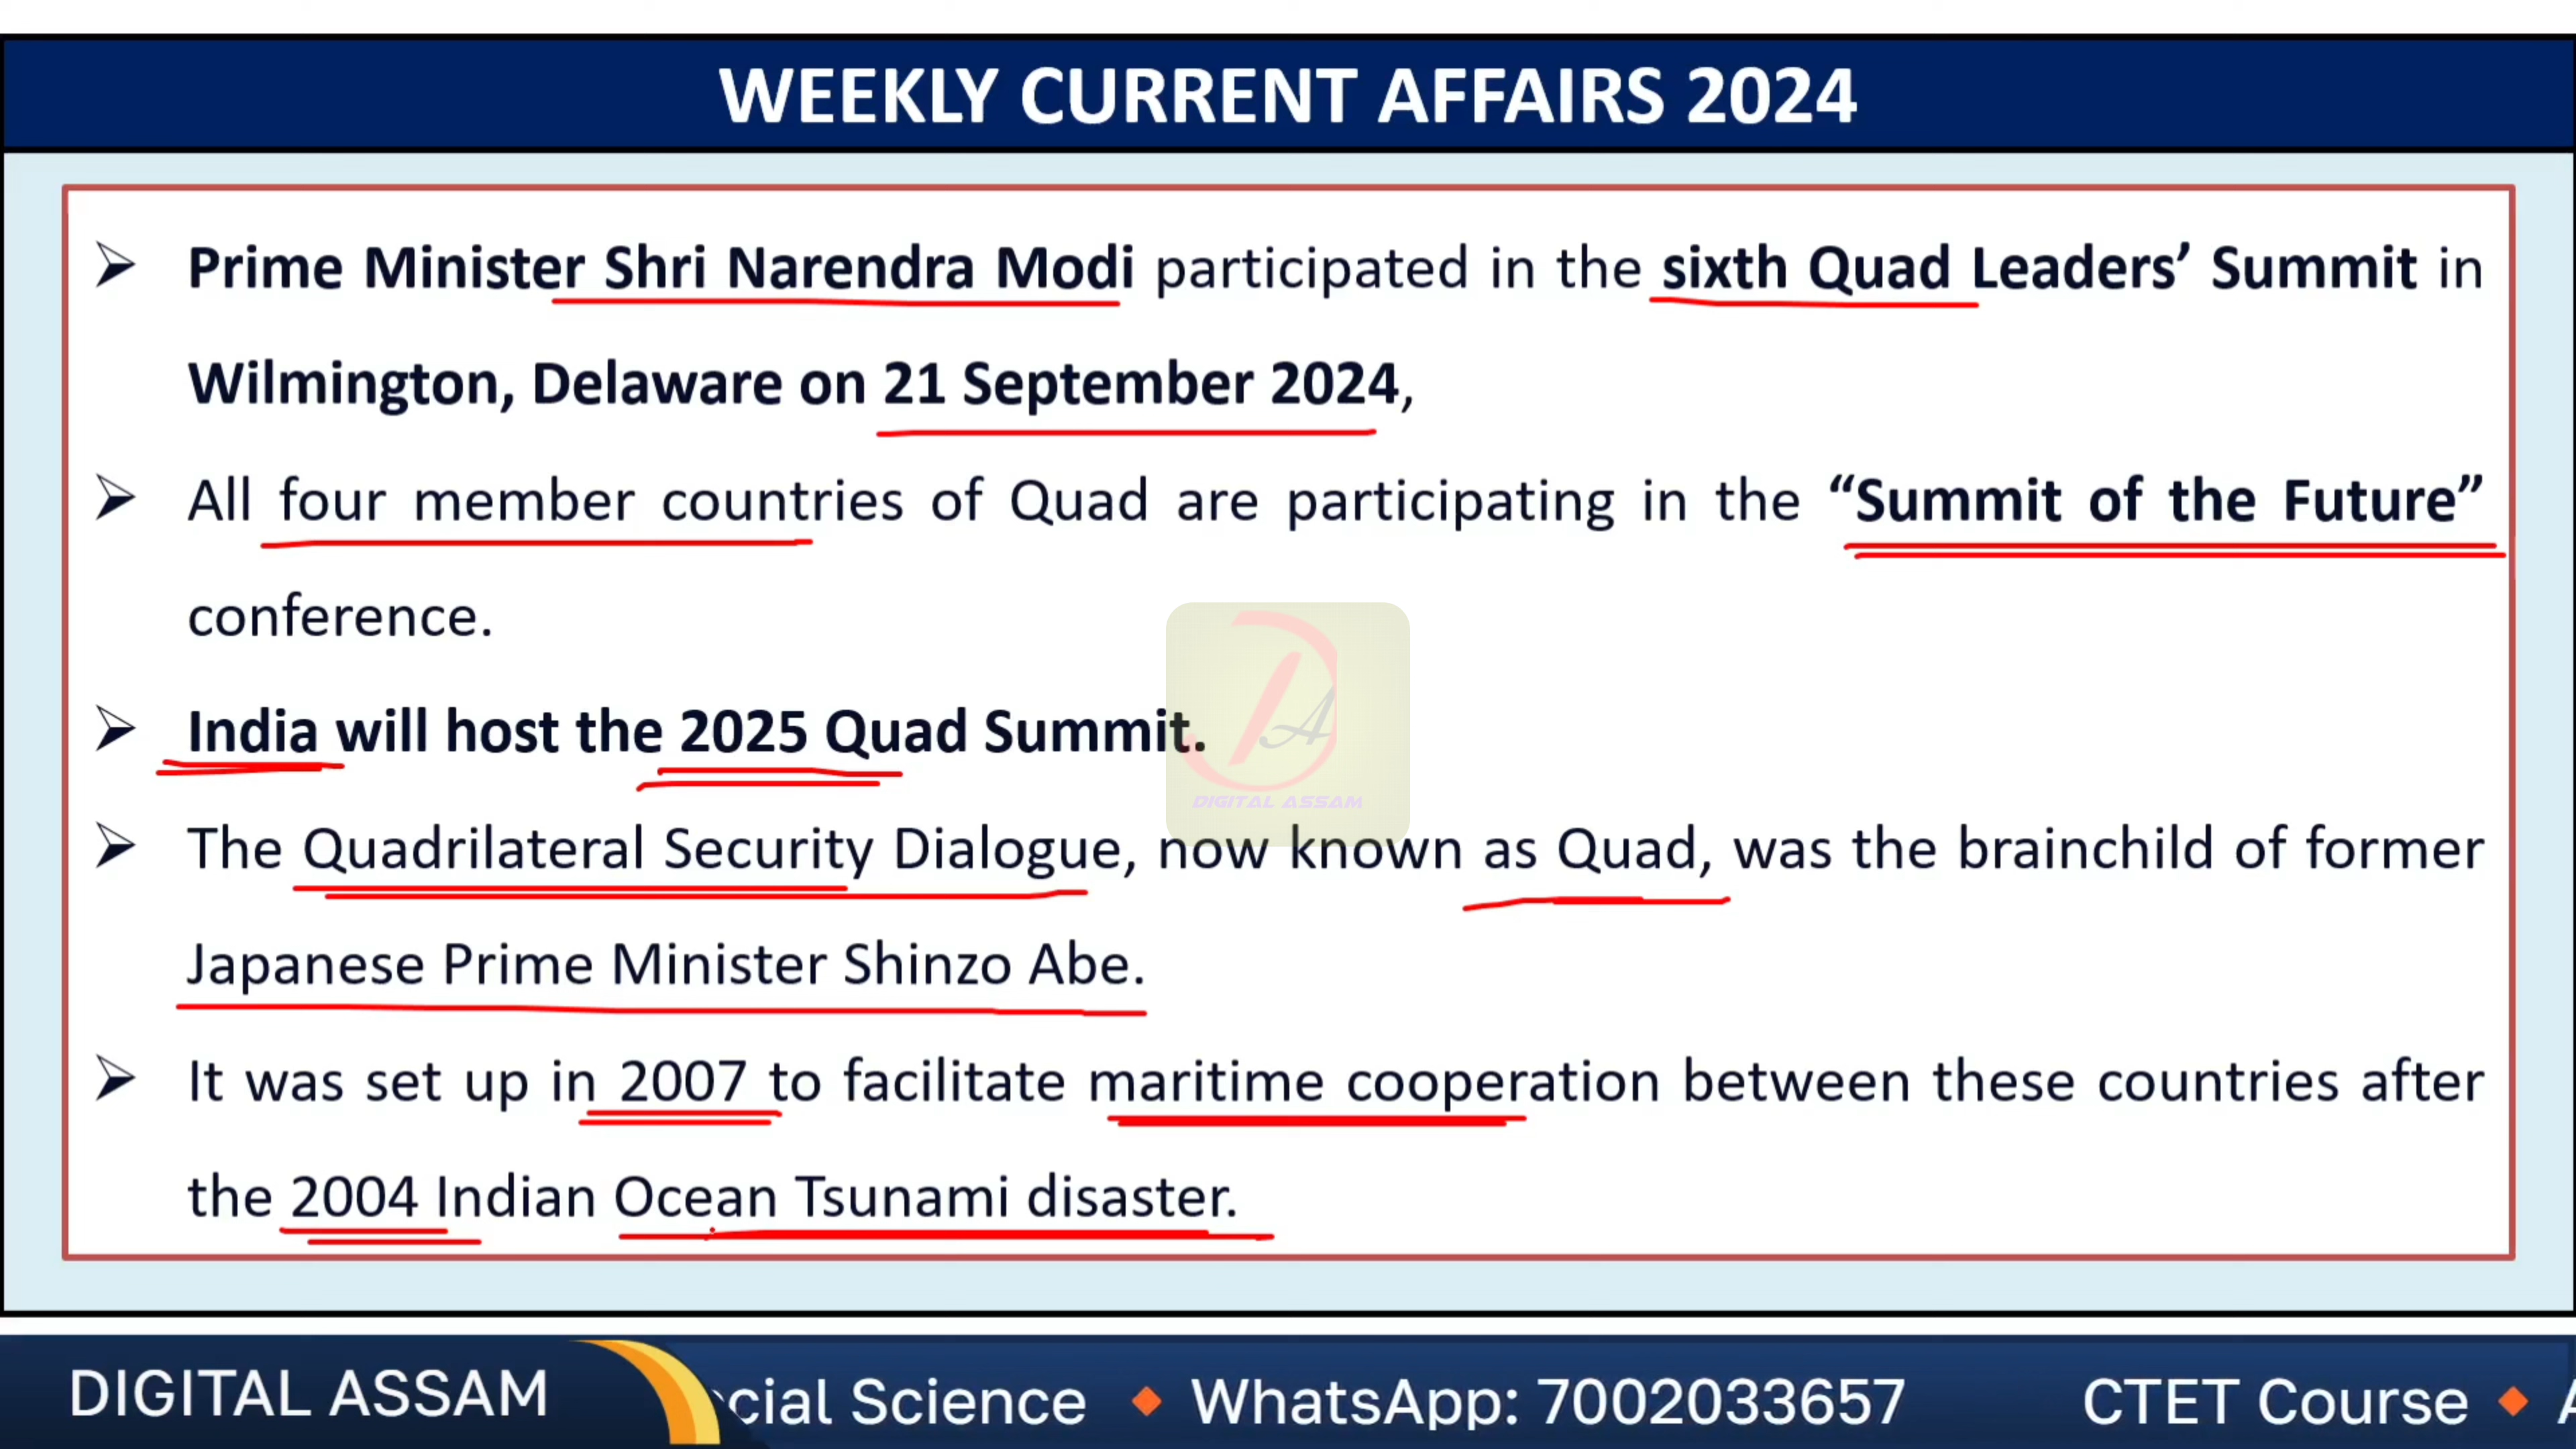 WEEKLY CURRENT AFFAIRS 2024
Prime Minister Shri Narendra Modi participated in the sixth Quad Leaders’ Summit in
Wilmington, Delaware on 21 September 2024,
All four member countries of Quad are participating in the “Summit of the Future”
conference.
India will host the 2025 Quad Summit.
DIGITAL ASSAM
The Quadrilateral Security Dialogue, now known as Quad, was the brainchild of former
Japanese Prime Minister Shinzo Abe.
It was set up in 2007 to facilitate maritime cooperation between these countries after
the 2004 Indian Ocean Tsunami disaster.
DIGITAL ASSAM cial Science WhatsApp: 7002033657 CTET Course